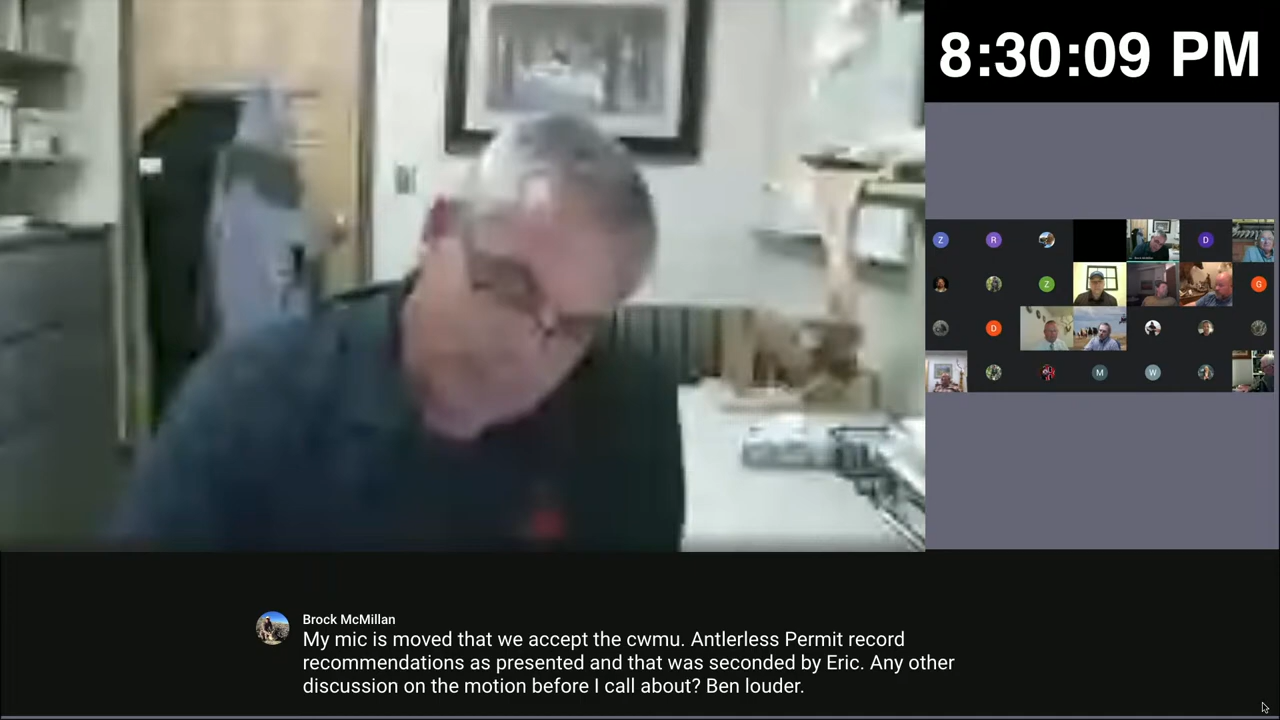 8:30:09 PM
Z
R
D
Z
G
D
M
W
Brock McMillan
My mic is moved that we accept the cwmu. Antlerless Permit record
recommendations as presented and that was seconded by Eric. Any other
discussion on the motion before I call about? Ben louder.